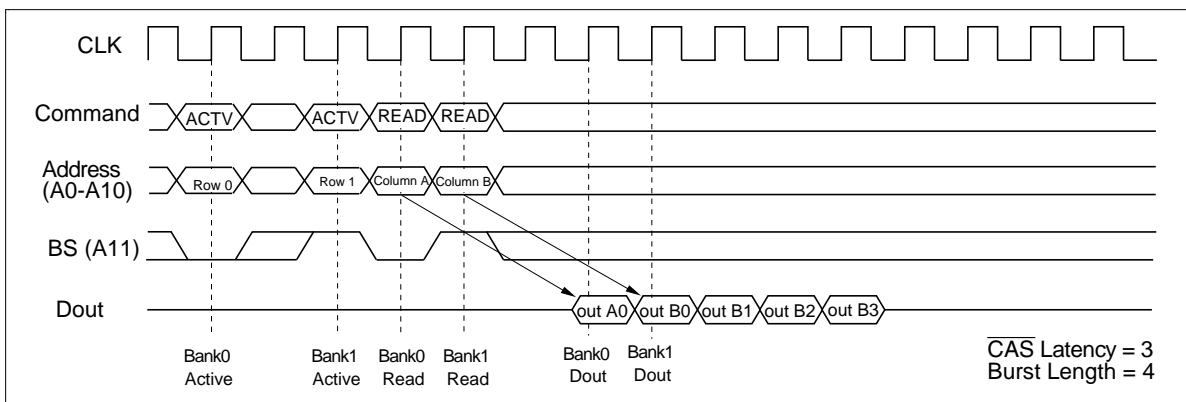 CLK
Command
ACTV
ACTV
READ
READ
Address
(A0-A10)
Row 0
Row 1
Column A
Column B
BS (A11)
Dout
out A0
out B0
out B1
out B2
out B3
Bank0
Active
Bank1
Active
Bank0
Read
Bank1
Read
Bank0
Dout
Bank1
Dout
CAS Latency = 3
Burst Length = 4